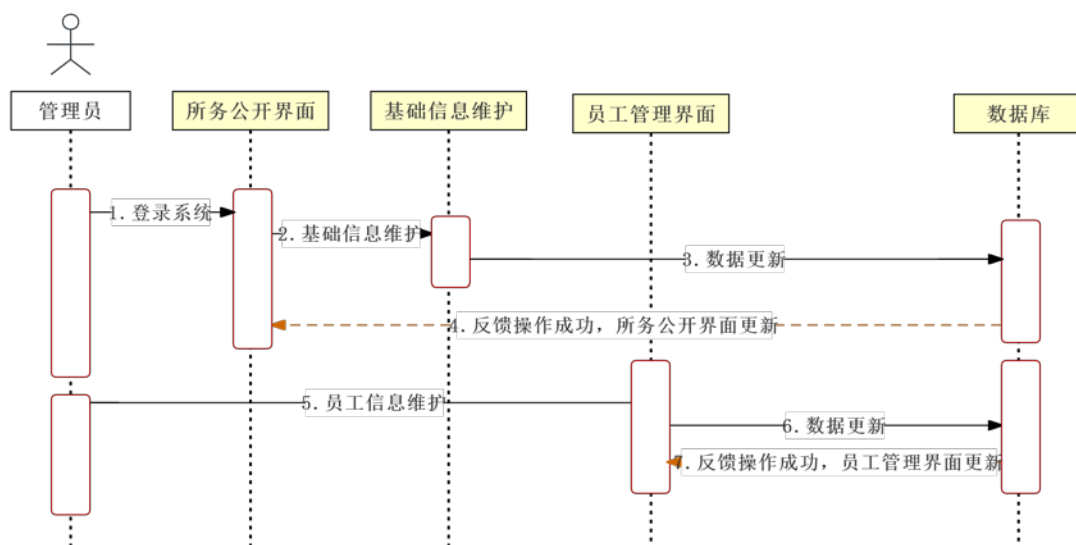 管理员
所务公开界面
基础信息维护
员工管理界面
数据库
1.登录系统
2.基础信息维护
3.数据更新
4.反馈操作成功，所务公开界面更新
5.员工信息维护
6.数据更新
7.反馈操作成功，员工管理界面更新